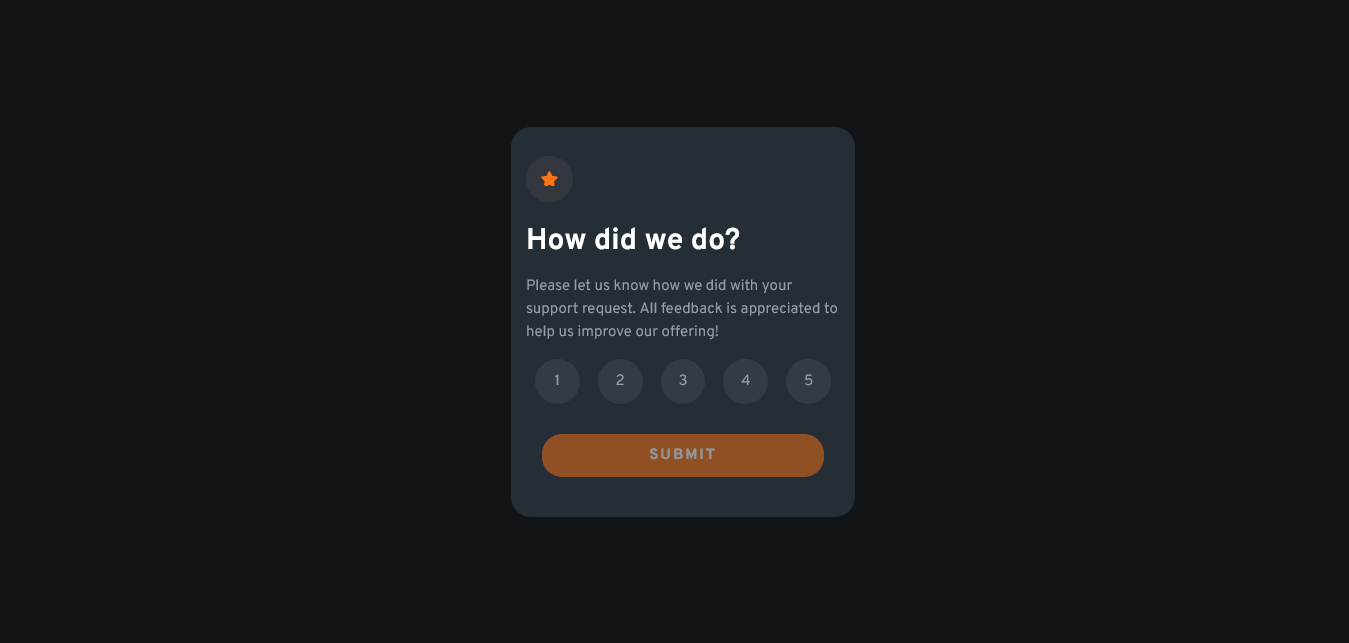 How did we do?
Please let us know how we did with your
support request. All feedback is appreciated to
help us improve our offering!
1 2 3 4 5
SUBMIT